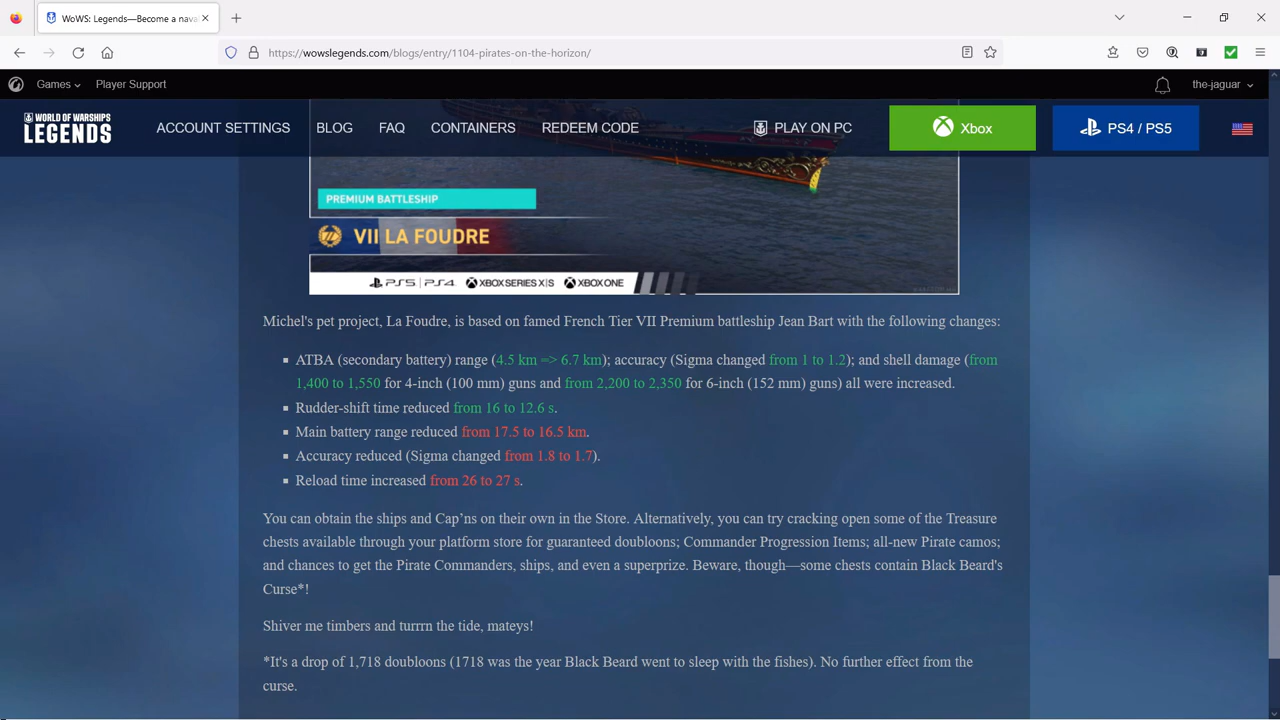 WoWS: Legends—Become a nava
https://wowslegends.com/blogs/entry/1104-pirates-on-the-horizon/
Games
Player Support
the-jaguar
WORLD OF WARSHIPS
LEGENDS
ACCOUNT SETTINGS
BLOG
FAQ
CONTAINERS
REDEEM CODE
PLAY ON PC
Xbox
PS4 / PS5
PREMIUM BATTLESHIP
VII LA FOUDRE
PS5 | PS4 XBOX SERIES X|S XBOX ONE
Michel's pet project, La Foudre, is based on famed French Tier VII Premium battleship Jean Bart with the following changes:
ATBA (secondary battery) range (4.5 km => 6.7 km); accuracy (Sigma changed from 1 to 1.2); and shell damage (from
1,400 to 1,550 for 4-inch (100 mm) guns and from 2,200 to 2,350 for 6-inch (152 mm) guns) all were increased.
Rudder-shift time reduced from 16 to 12.6 s.
Main battery range reduced from 17.5 to 16.5 km.
Accuracy reduced (Sigma changed from 1.8 to 1.7).
Reload time increased from 26 to 27 s.
You can obtain the ships and Cap’ns on their own in the Store. Alternatively, you can try cracking open some of the Treasure
chests available through your platform store for guaranteed doubloons; Commander Progression Items; all-new Pirate camos;
and chances to get the Pirate Commanders, ships, and even a superprize. Beware, though—some chests contain Black Beard's
Curse*!
Shiver me timbers and turrrn the tide, mateys!
*It's a drop of 1,718 doubloons (1718 was the year Black Beard went to sleep with the fishes). No further effect from the
curse.